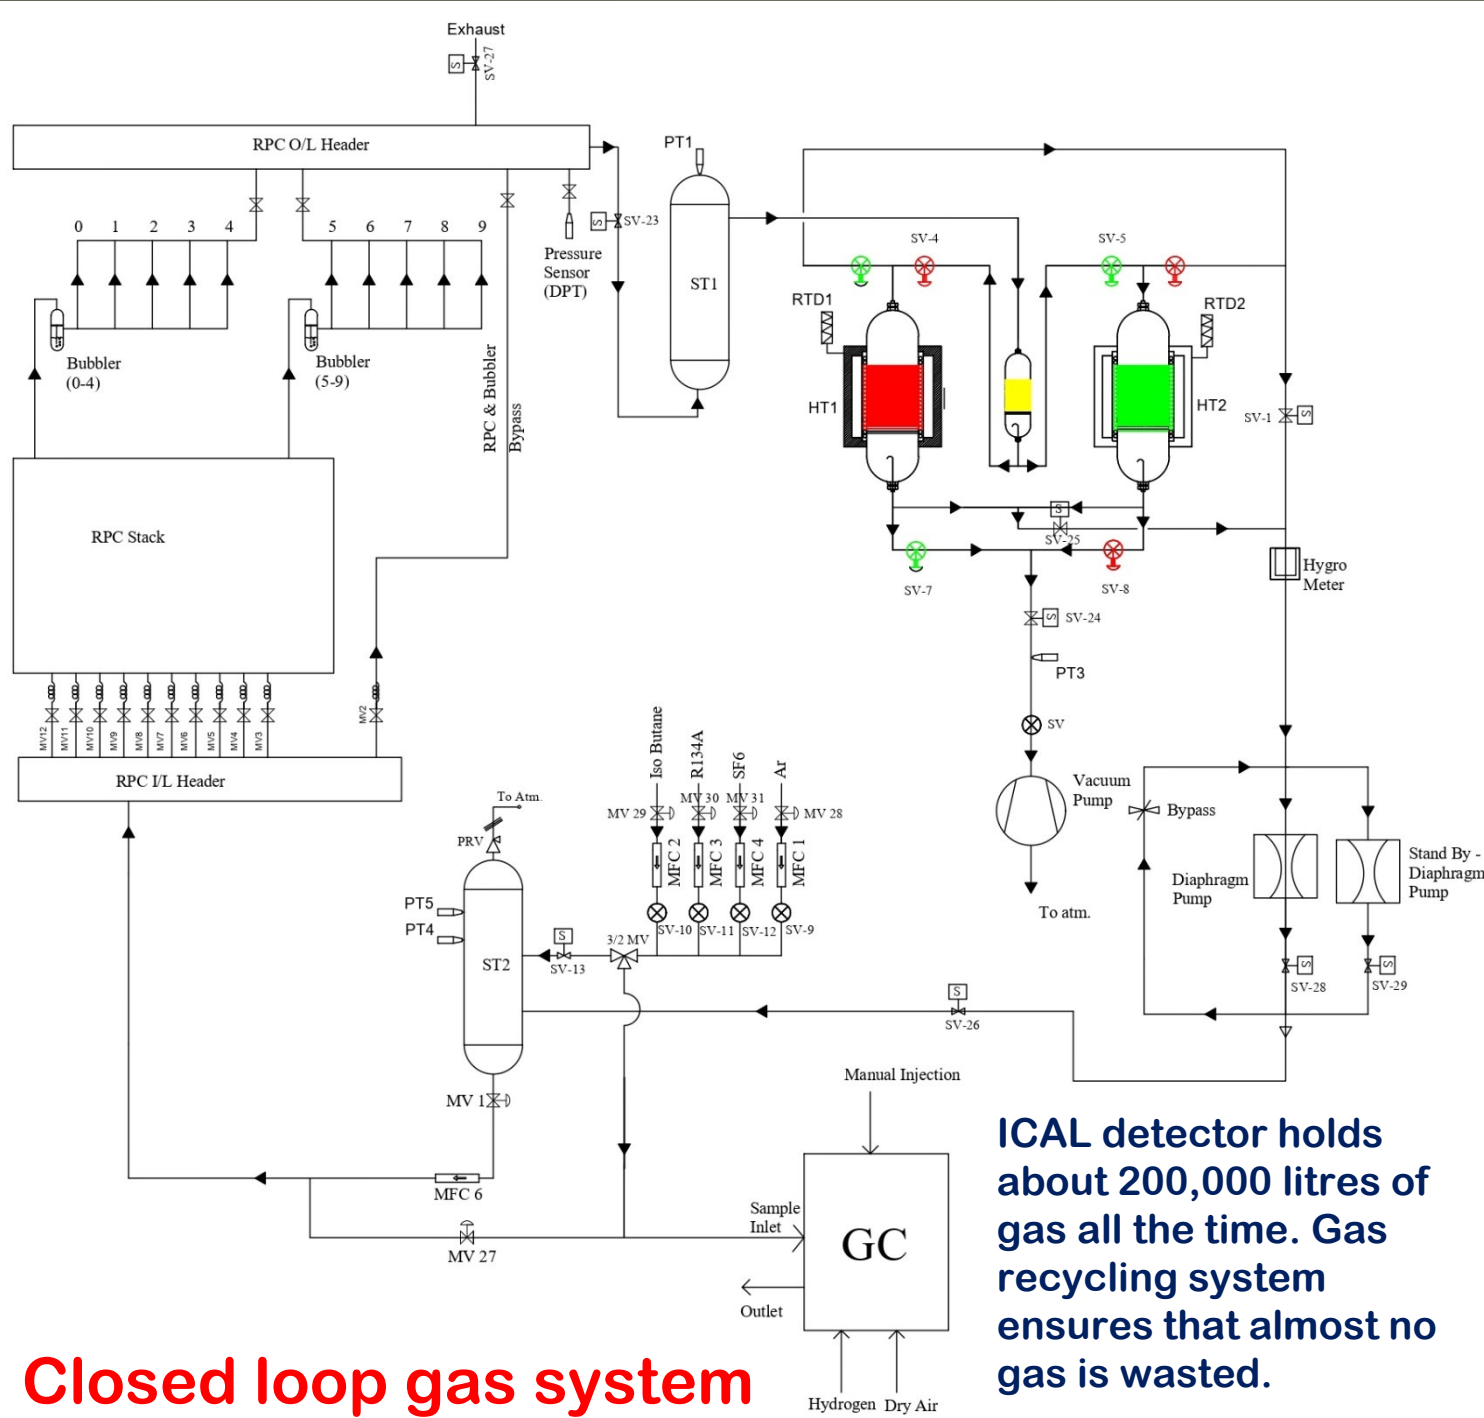 Exhaust
S
SV-27
RPC O/L Header
PT1
0 1 2 3 4
5 6 7 8 9
S
SV-23
Pressure
Sensor
(DPT)
ST1
SV-4
SV-5
RTD1
RTD2
Bubbler
(0-4)
Bubbler
(5-9)
RPC & Bubbler
Bypass
HT1
HT2
SV-1
S
RPC Stack
S
SV-25
SV-7
SV-8
Hygro
Meter
S
SV-24
PT3
MV12
MV11
MV10
MV9
MV8
MV7
MV6
MV5
MV4
MV3
MV2
SV
RPC I/L Header
Iso Butane
R134A
SF6
Ar
To Atm.
MV 29
MV 30
MV 31
MV 28
PRV
MFC 2
MFC 3
MFC 4
MFC 1
Vacuum
Pump
Bypass
Diaphragm
Pump
Stand By -
Diaphragm
Pump
To atm.
PT5
PT4
ST2
SV-10
SV-11
SV-12
SV-9
3/2 MV
S
SV-13
S
SV-28
S
SV-29
S
SV-26
MV 1
Manual Injection
MFC 6
MV 27
Sample
Inlet
GC
Outlet
Hydrogen
Dry Air
ICAL detector holds
about 200,000 litres of
gas all the time. Gas
recycling system
ensures that almost no
gas is wasted.
Closed loop gas system